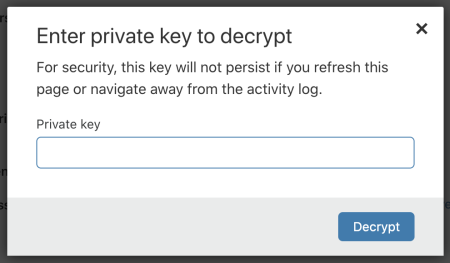 Enter private key to decrypt
For security, this key will not persist if you refresh this
page or navigate away from the activity log.
Private key
Decrypt